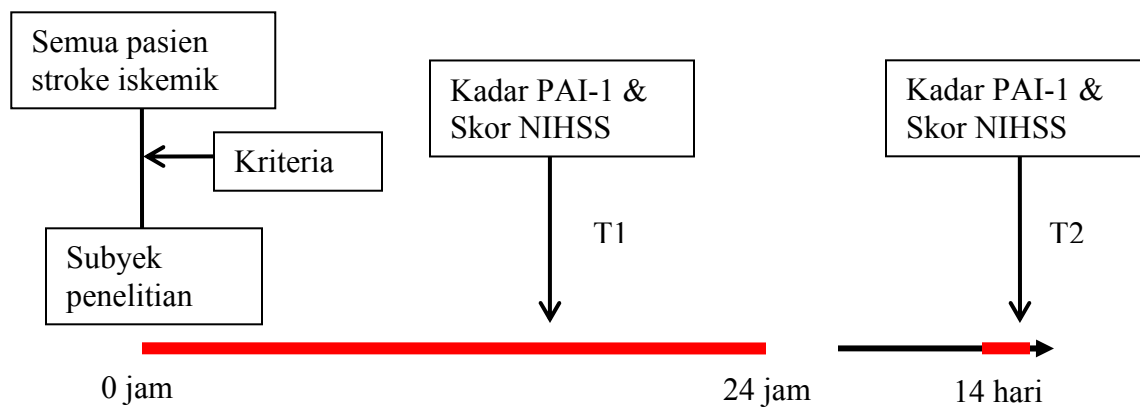 Semua pasien
stroke iskemik
Kriteria
Subyek
penelitian
Kadar PAI-1 &
Skor NIHSS
T1
Kadar PAI-1 &
Skor NIHSS
T2
0 jam
24 jam
14 hari